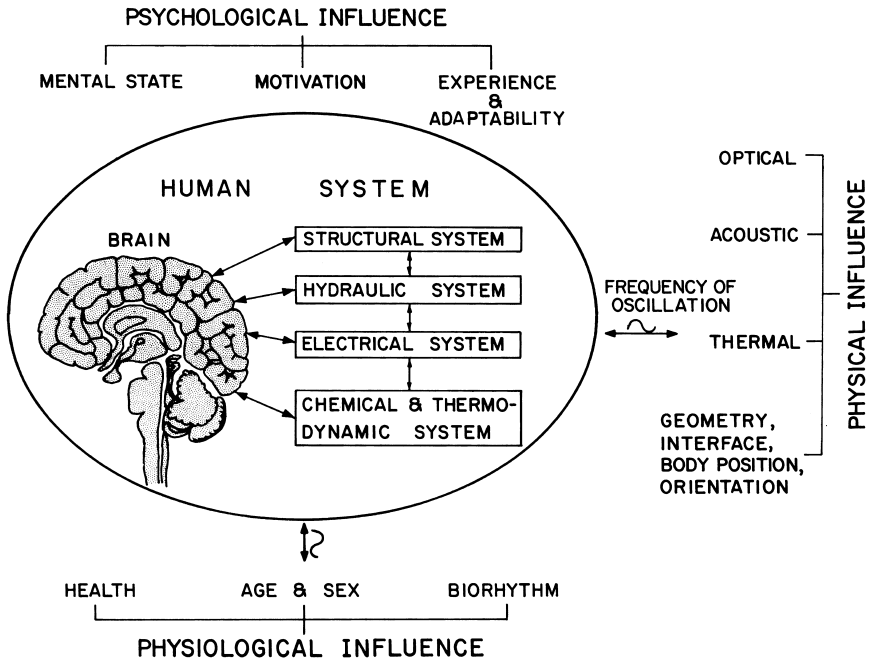 PSYCHOLOGICAL INFLUENCE
MENTAL STATE
MOTIVATION
EXPERIENCE
&
ADAPTABILITY
HUMAN SYSTEM
BRAIN
STRUCTURAL SYSTEM
HYDRAULIC SYSTEM
ELECTRICAL SYSTEM
CHEMICAL & THERMO-
DYNAMIC SYSTEM
FREQUENCY OF
OSCILLATION
OPTICAL
ACOUSTIC
THERMAL
GEOMETRY,
INTERFACE,
BODY POSITION,
ORIENTATION
PHYSICAL INFLUENCE
HEALTH
AGE & SEX
BIORHYTHM
PHYSIOLOGICAL INFLUENCE